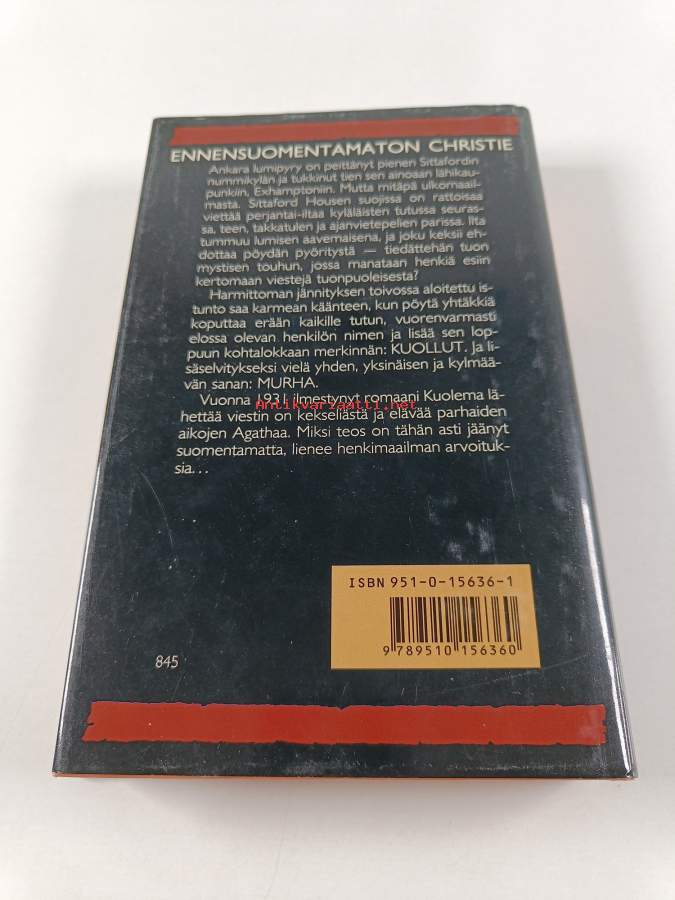 ENNENSUOMENTAMATON CHRISTIE
Ankara lumipyry on peittänyt pienen Sittafordin
nummikylän ja tukkinut tien sen ainoaan lähikau-
punkiin, Exhamptoniin. Mutta mitäpä ulkomaail-
masta. Sittaford Housen suojissa on rattoisaa
viettää perjantai-iltaa kyläläisten tutussa seuras-
sa, teen, takkatulen ja ajanvietepelien parissa. Ilta
tummuu lumisen aavemaisena, ja joku keksii eh-
dottaa pöydän pyöritystä — tiedättehän tuon
mystisen touhun, jossa manataan henkiä esiin
kertomaan viestejä tuonpuoleisesta?
Harmittoman jännityksen toivossa aloitettu is-
tunto saa karmean käänteen, kun pöytä yhtäkkiä
koputtaa erään kaikille tutun, vuorenvarmasti
elossa olevan henkilön nimen ja lisää sen lop-
puun kohtalokkaan merkinnän: KUOLLUT. Ja li-
säselvitykseksi vielä yhden, yksinäisen ja kylmää-
vän sanan: MURHA.
Vuonna 1931 ilmestynyt romaani Kuolema lä-
Antikvariaatti.net
hettää viestin on kekseliästä ja elävää parhaiden
aikojen Agathaa. Miksi teos on tähän asti jäänyt
suomentamatta, lienee henkimaailman arvoituk-
sia...
ISBN 951-0-15636-1
9 789510 156360
845